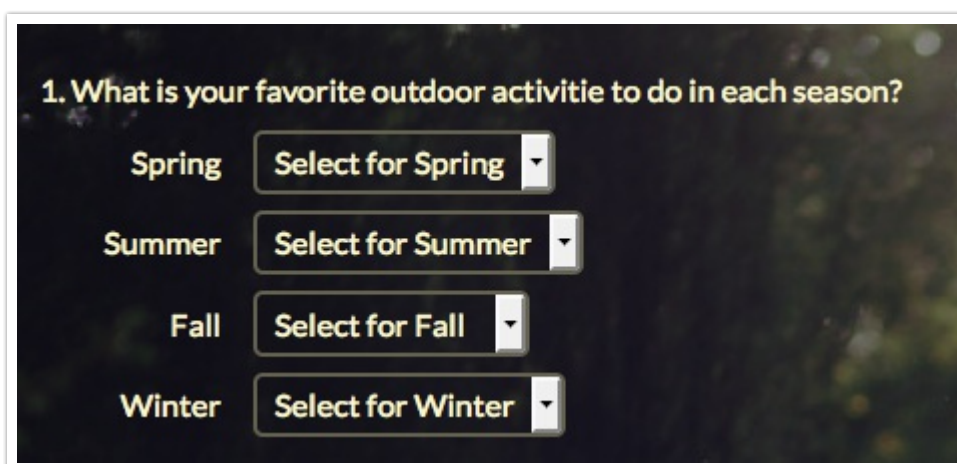 1. What is your favorite outdoor activitie to do in each season?
Spring Select for Spring
Summer Select for Summer
Fall Select for Fall
Winter Select for Winter